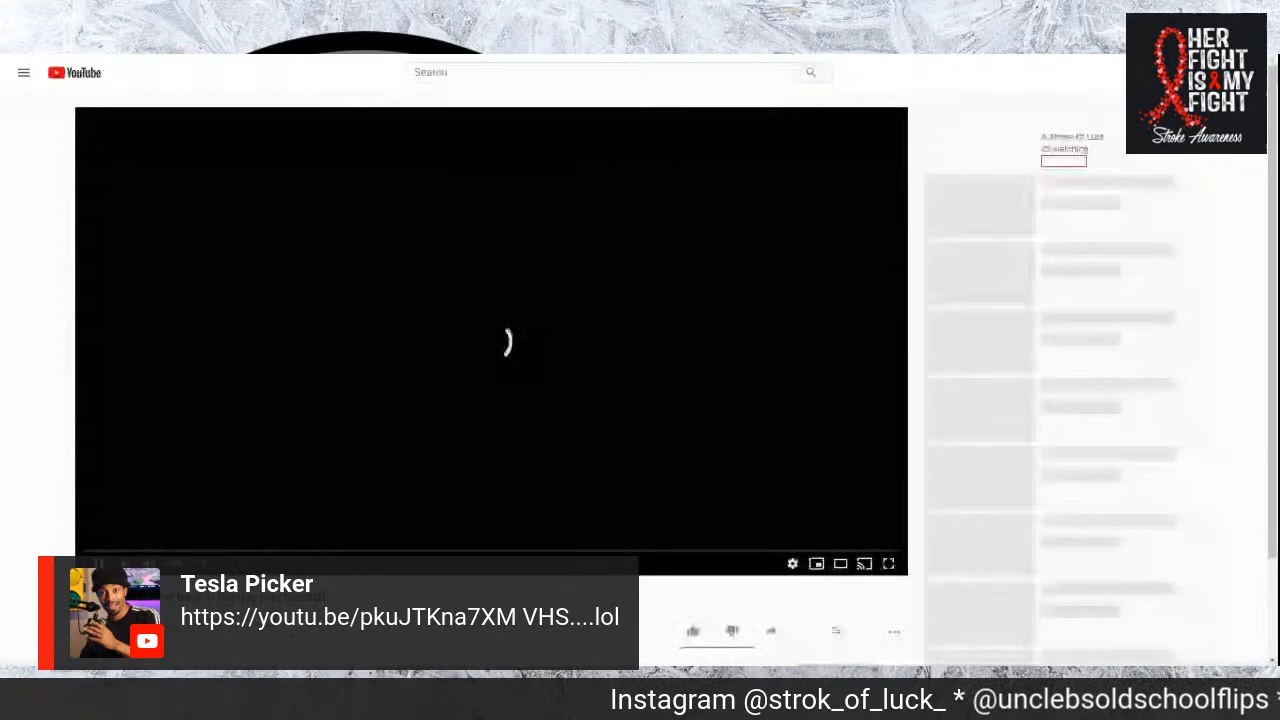 YouTube
HER
FIGHT
IS MY
FIGHT
Stroke Awareness
Tesla Picker
https://youtu.be/pkuJTKna7XM VHS....lol
Instagram @strok_of_luck_ * @unclebsoldschoolflips *